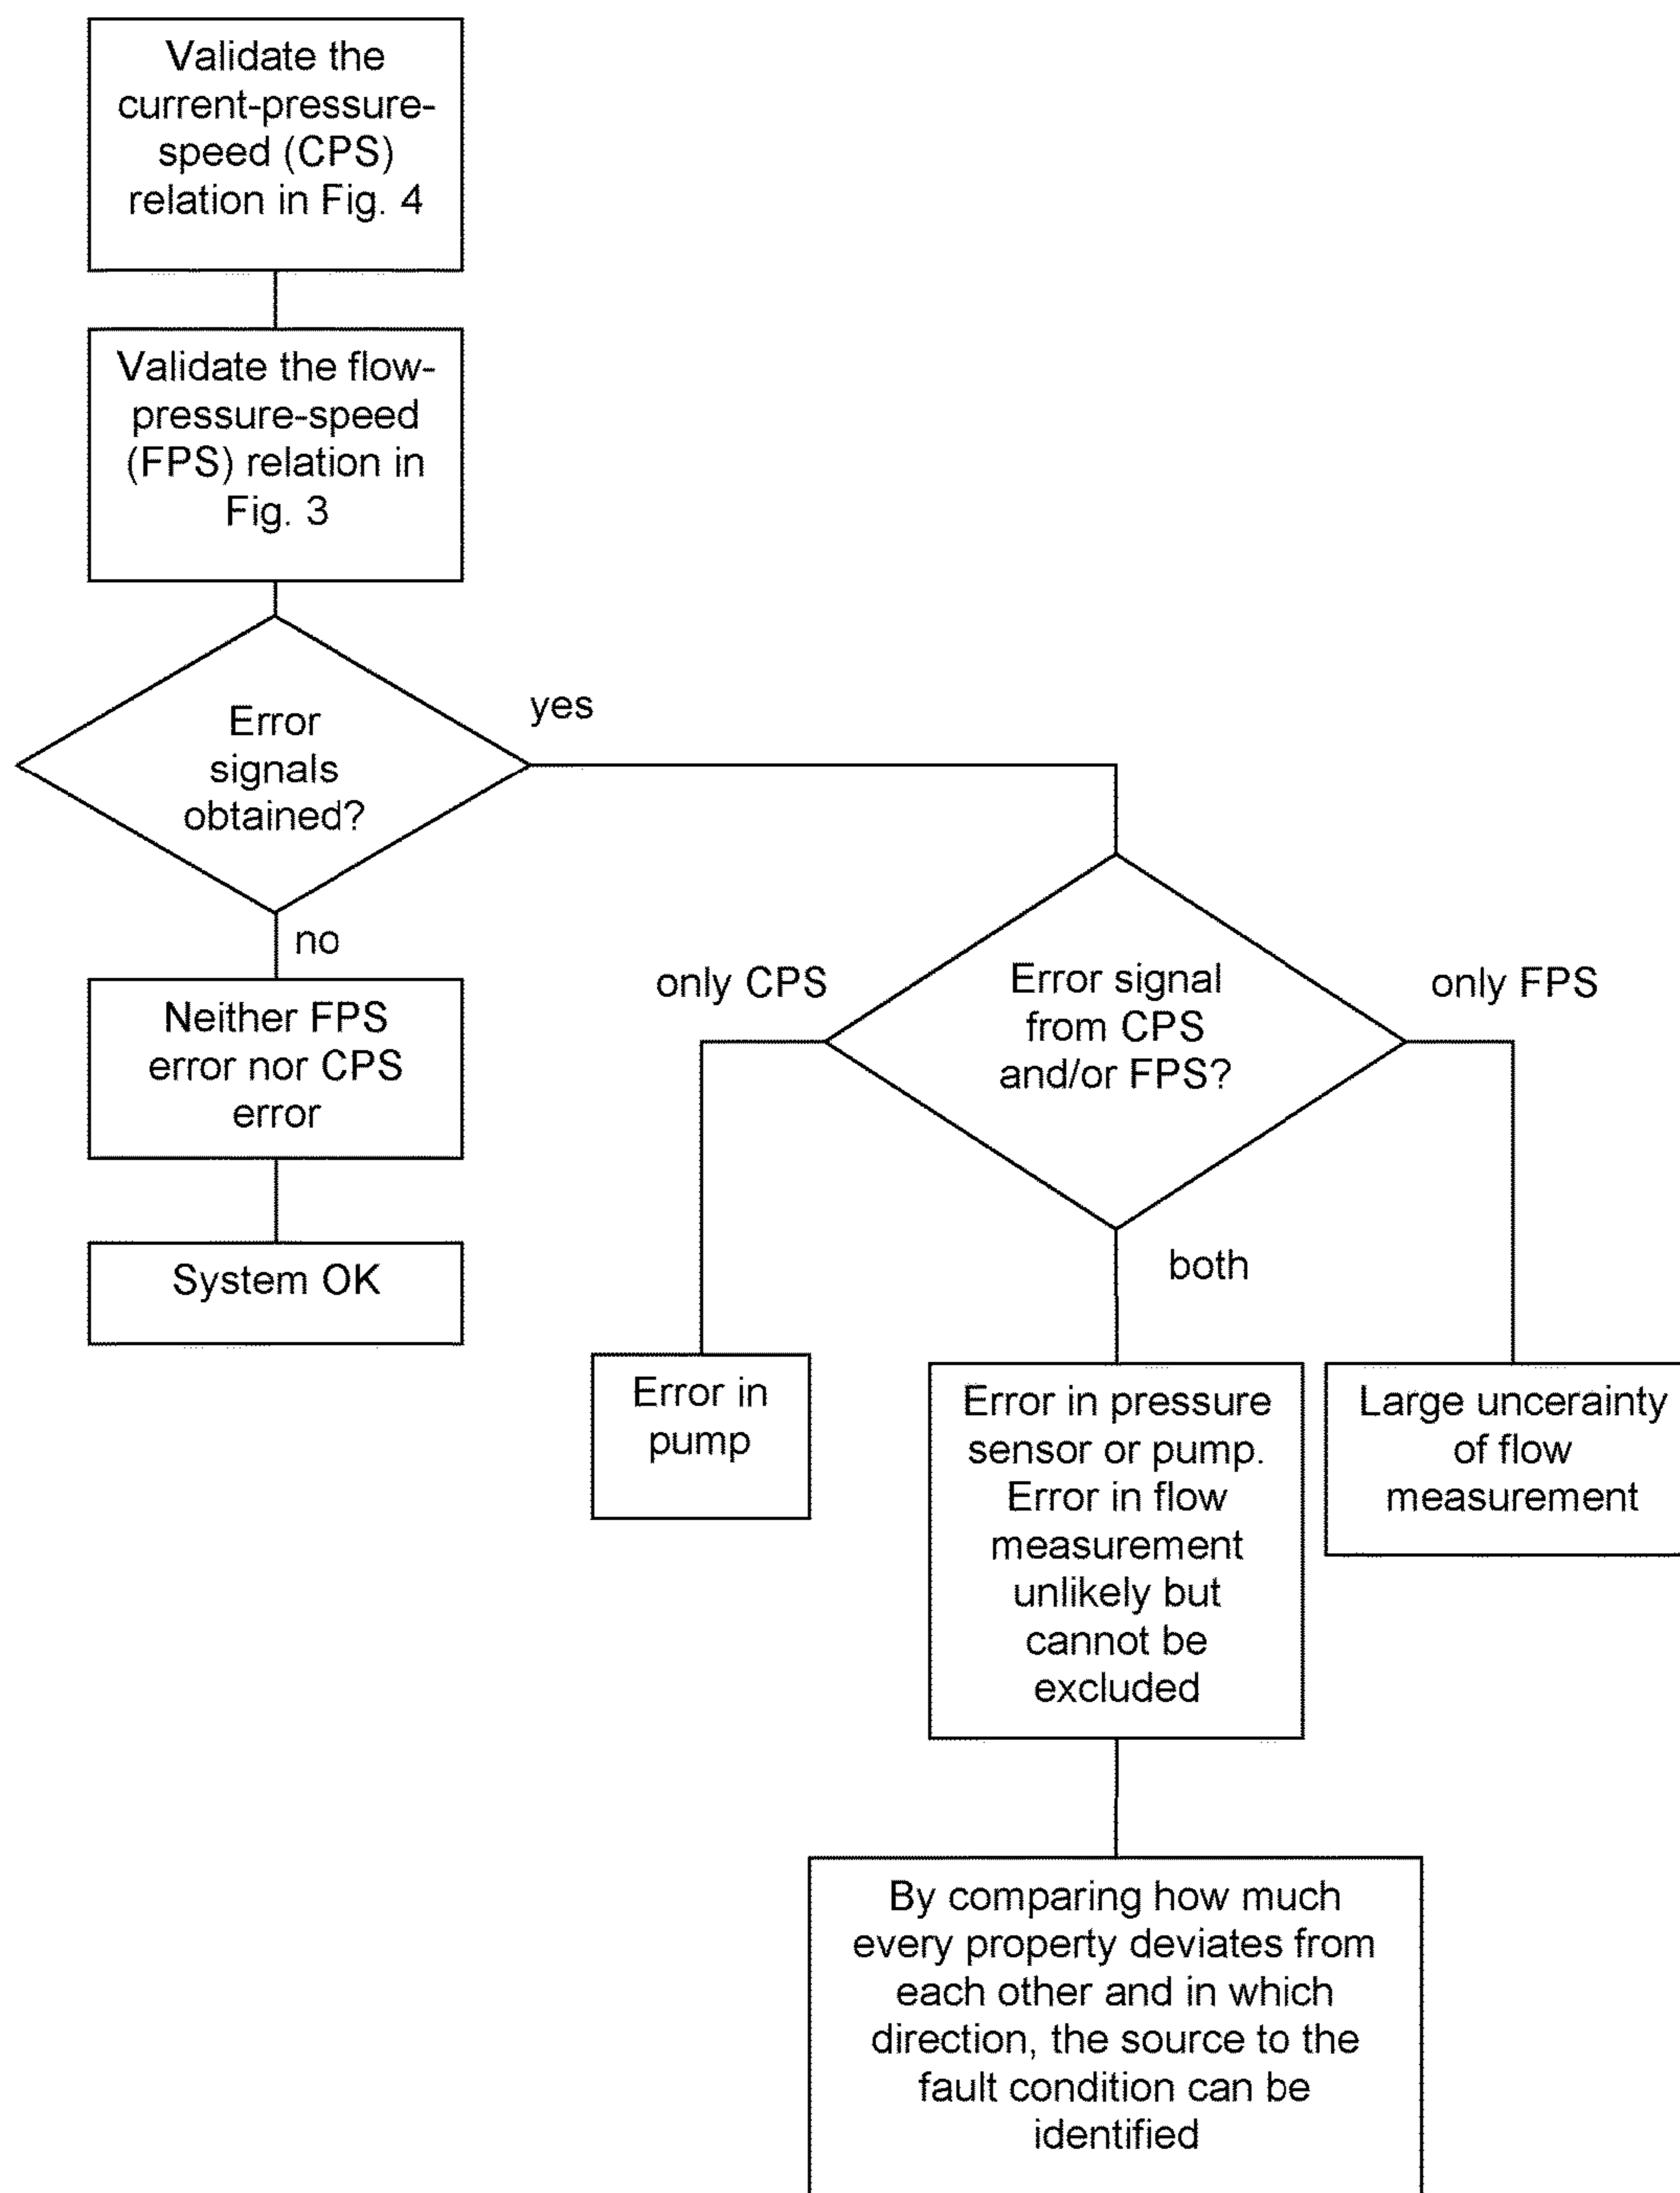 Validate the
current-pressure-
speed (CPS)
relation in Fig. 4
Validate the flow-
pressure-speed
(FPS) relation in
Fig. 3
Error
signals
obtained?
yes
no
Neither FPS
error nor CPS
error
System OK
Error signal
from CPS
and/or FPS?
only CPS
only FPS
both
Error in
pump
Error in pressure
sensor or pump.
Error in flow
measurement
unlikely but
cannot be
excluded
Large uncerainty
of flow
measurement
By comparing how much
every property deviates from
each other and in which
direction, the source to the
fault condition can be
identified